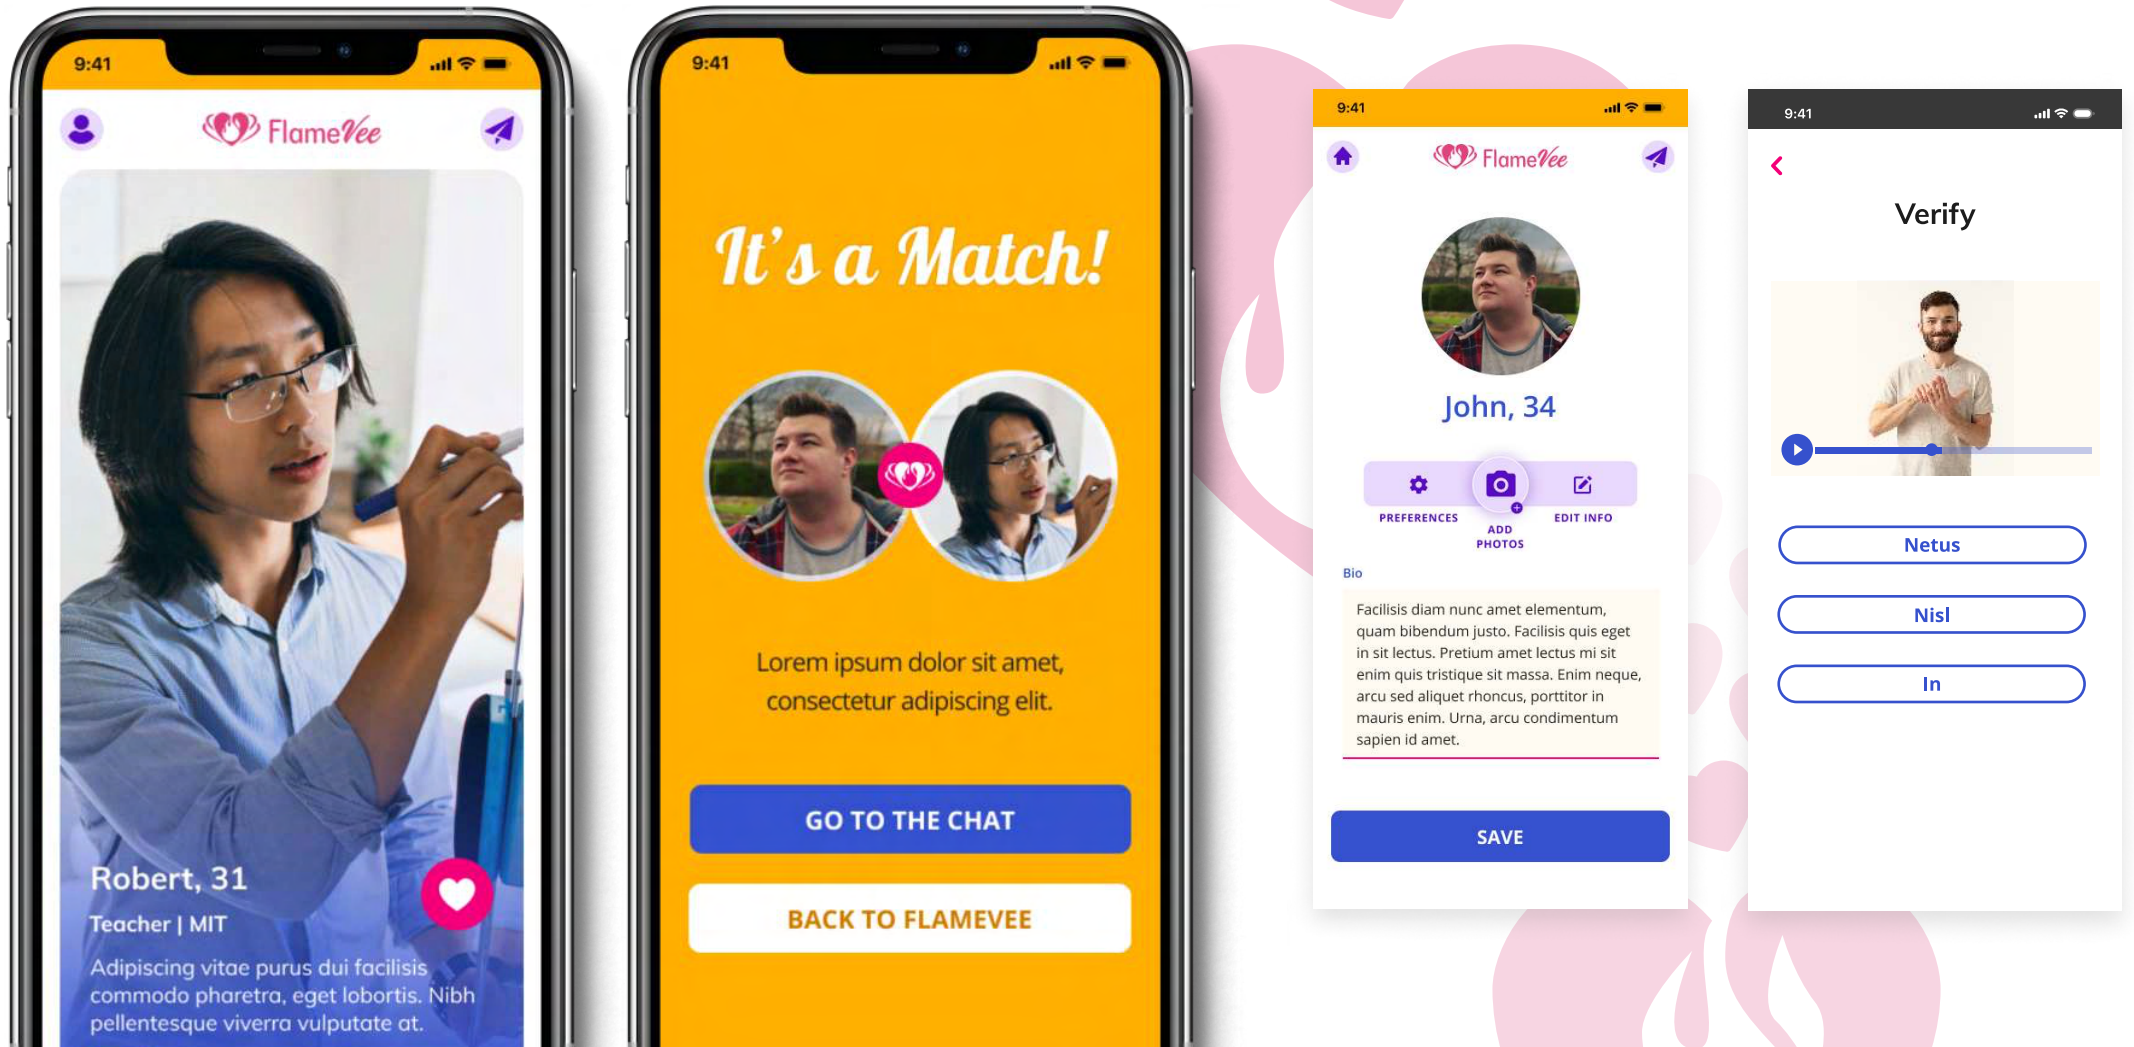 9:41
FlameVee
Robert, 31
Teacher | MIT
Adipiscing vitae purus dui facilisis
commodo pharetra, eget lobortis. Nibh
pellentesque viverra vulputate at.
9:41
It's a Match!
Lorem ipsum dolor sit amet,
consectetur adipiscing elit.
GO TO THE CHAT
BACK TO FLAMEVEE
9:41
FlameVee
John, 34
PREFERENCES
ADD
PHOTOS
EDIT INFO
Bio
Facilisis diam nunc amet elementum,
quam bibendum justo. Facilisis quis eget
in sit lectus. Pretium amet lectus mi sit
enim quis tristique sit massa. Enim neque,
arcu sed aliquet rhoncus, porttitor in
mauris enim. Urna, arcu condimentum
sapien id amet.
SAVE
9:41
Verify
Netus
Nisl
In